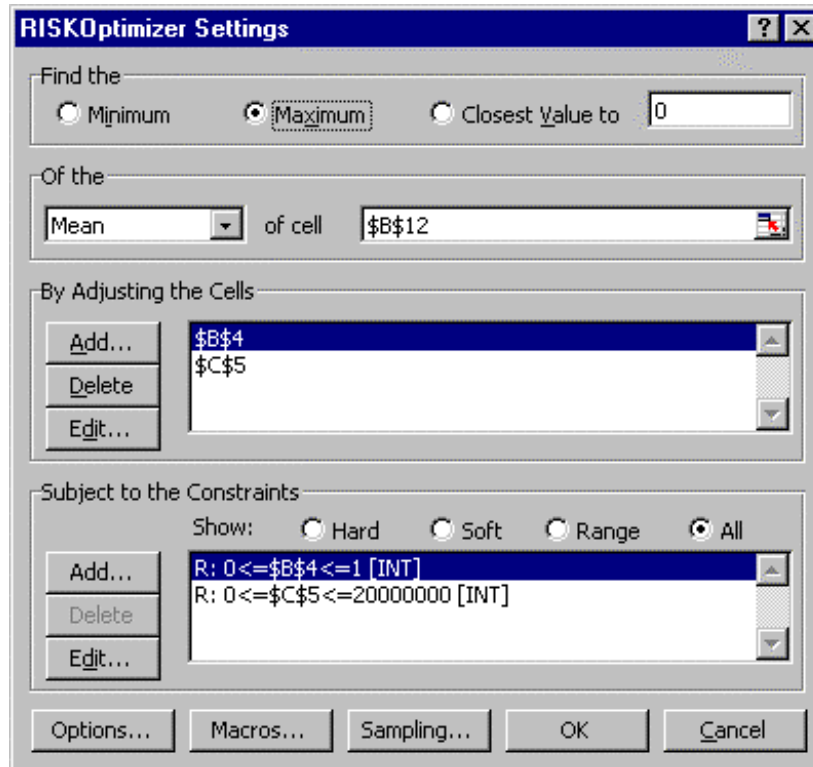 RISKOptimizer Settings
Find the
Minimum Maximum Closest Value to 0
Of the
Mean of cell $B$12
By Adjusting the Cells
Add... $B$4
Delete $C$5
Edit...
Subject to the Constraints
Show: Hard Soft Range All
Add... R: 0<=$B$4<=1 [INT]
Delete R: 0<=$C$5<=20000000 [INT]
Edit...
Options... Macros... Sampling... OK Cancel